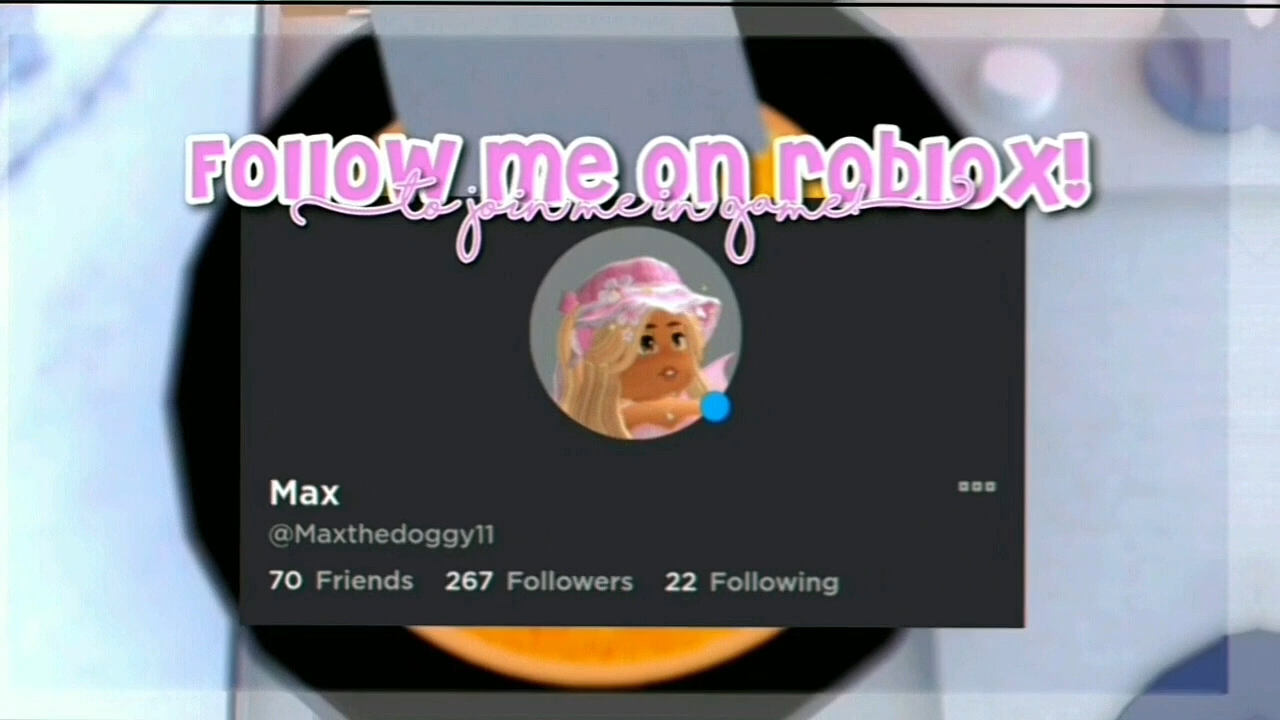 Follow me on roblox!
to join me in game!
Max
@Maxthedoggy11
70 Friends 267 Followers 22 Following